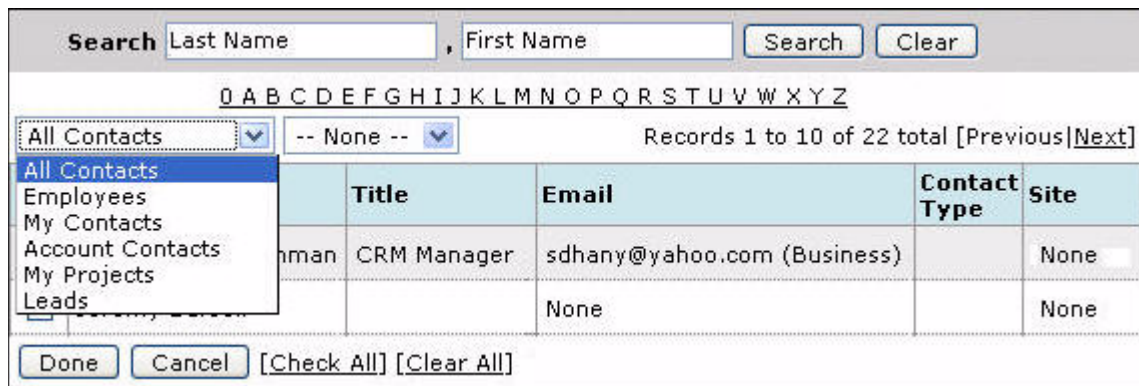 Search Last Name , First Name Search Clear
0 A B C D E F G H I J K L M N O P Q R S T U V W X Y Z
All Contacts -- None -- Records 1 to 10 of 22 total [Previous|Next]
All Contacts
Employees
My Contacts
Account Contacts
My Projects
Leads
Title Email Contact Type Site
CRM Manager sdhany@yahoo.com (Business) None
None None
Done Cancel [Check All] [Clear All]